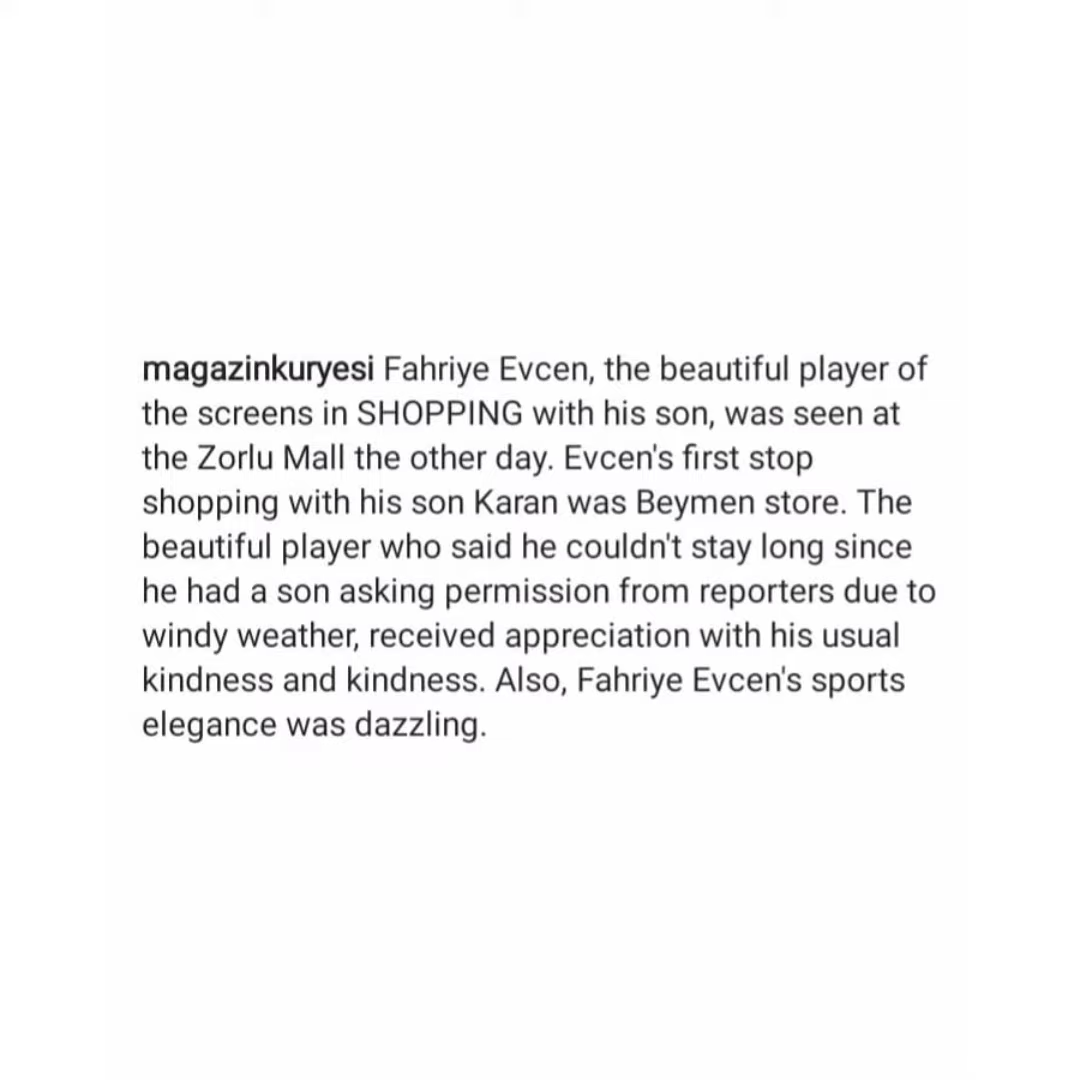 magazinkuryesi Fahriye Evcen, the beautiful player of
the screens in SHOPPING with his son, was seen at
the Zorlu Mall the other day. Evcen's first stop
shopping with his son Karan was Beymen store. The
beautiful player who said he couldn't stay long since
he had a son asking permission from reporters due to
windy weather, received appreciation with his usual
kindness and kindness. Also, Fahriye Evcen's sports
elegance was dazzling.